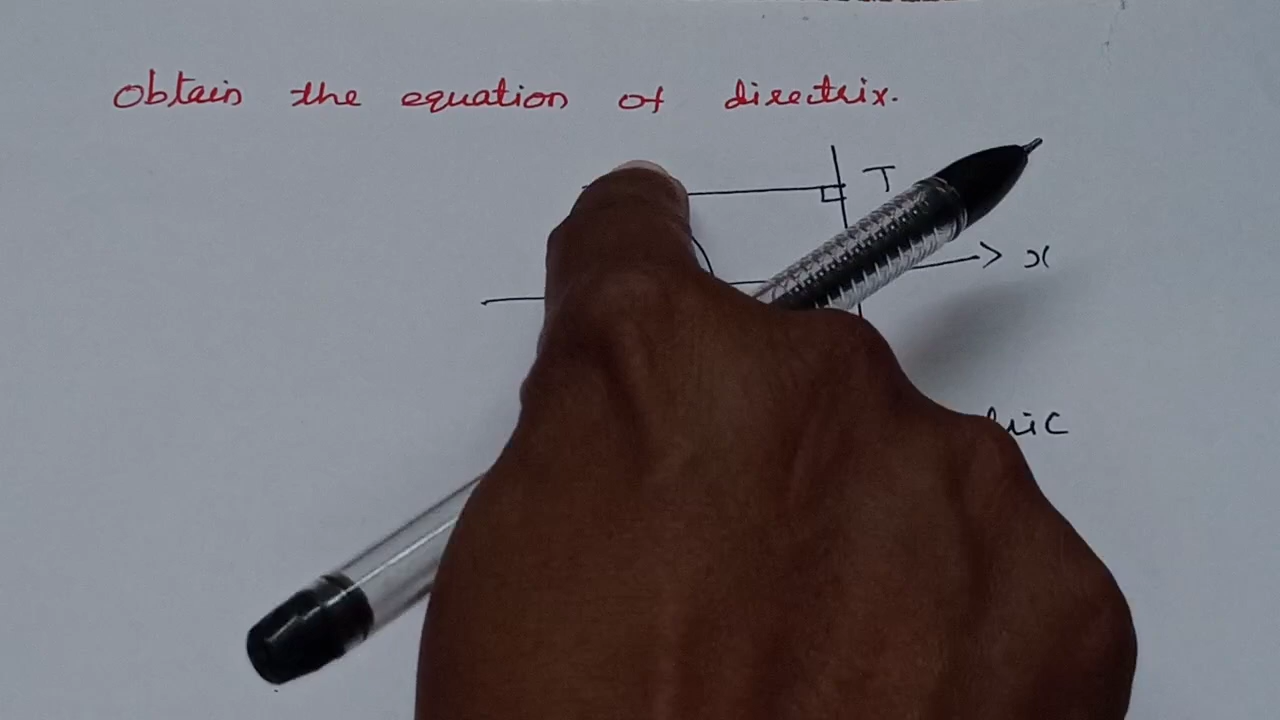 Obtain the equation of directrix.
T
x